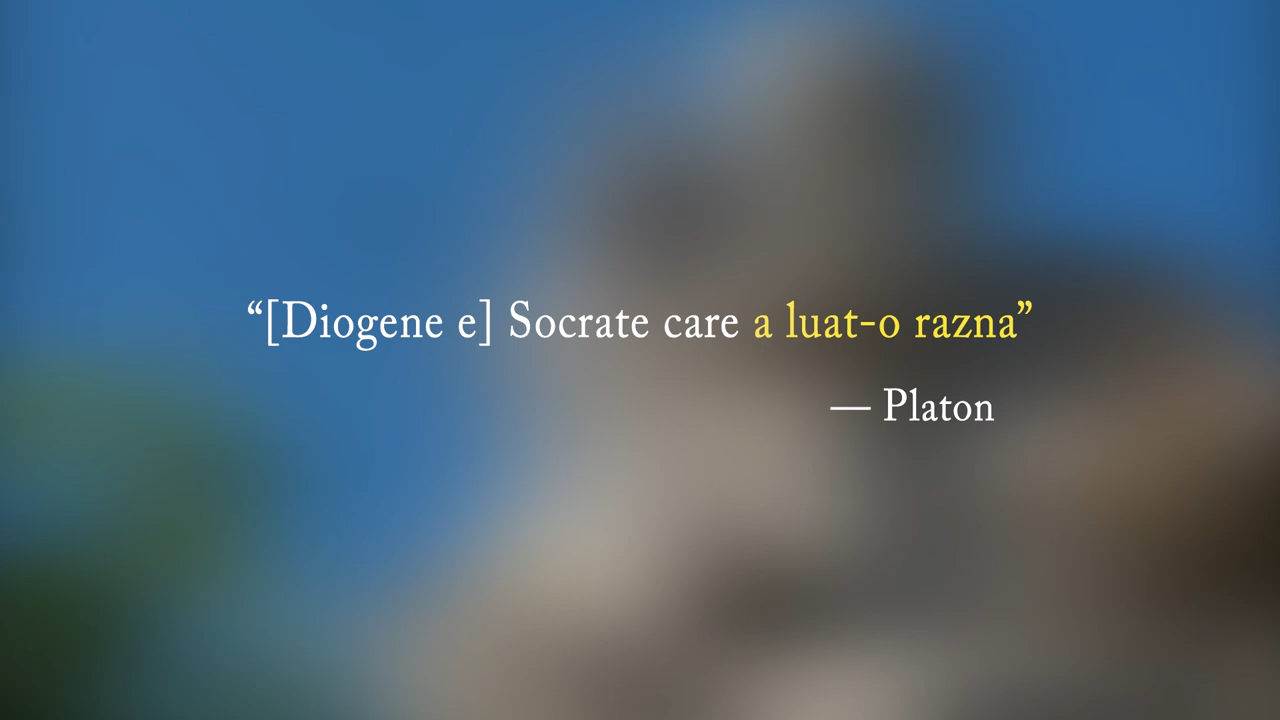 “[Diogene e] Socrate care a luat-o razna”
— Platon